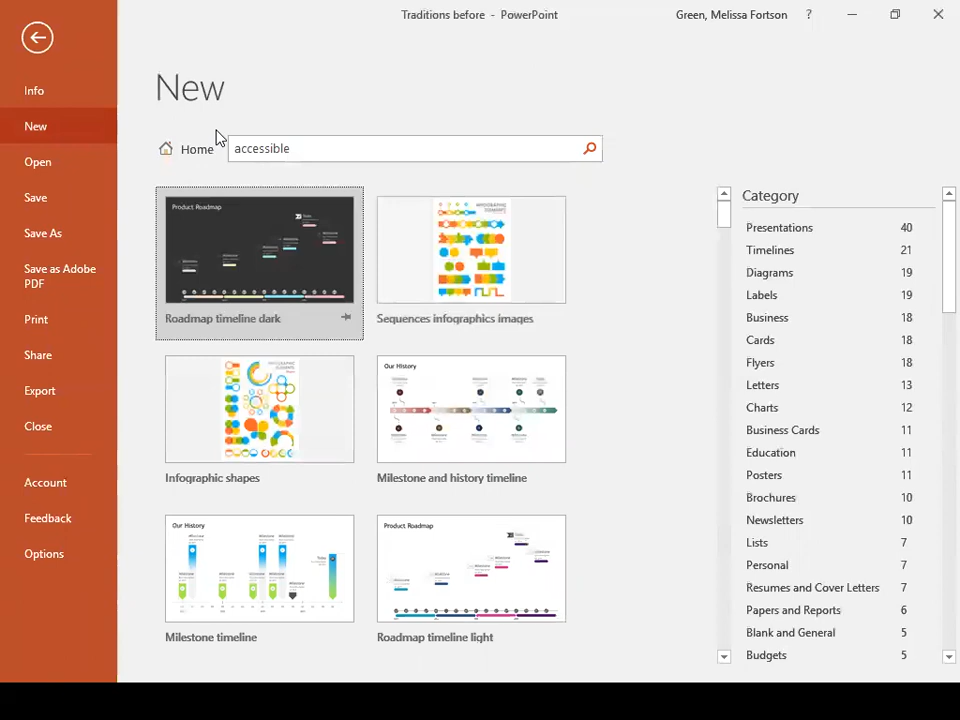 Traditions before - PowerPoint
Green, Melissa Fortson
?
Info
New
Open
Save
Save As
Save as Adobe
PDF
Print
Share
Export
Close
Account
Feedback
Options
New
Home
accessible
Product Roadmap
Roadmap timeline dark
Sequences infographics images
Infographic shapes
Our History
Milestone and history timeline
Our History
Milestone timeline
Product Roadmap
Roadmap timeline light
Category
Presentations 40
Timelines 21
Diagrams 19
Labels 19
Business 18
Cards 18
Flyers 18
Letters 13
Charts 12
Business Cards 11
Education 11
Posters 11
Brochures 10
Newsletters 10
Lists 7
Personal 7
Resumes and Cover Letters 7
Papers and Reports 6
Blank and General 5
Budgets 5